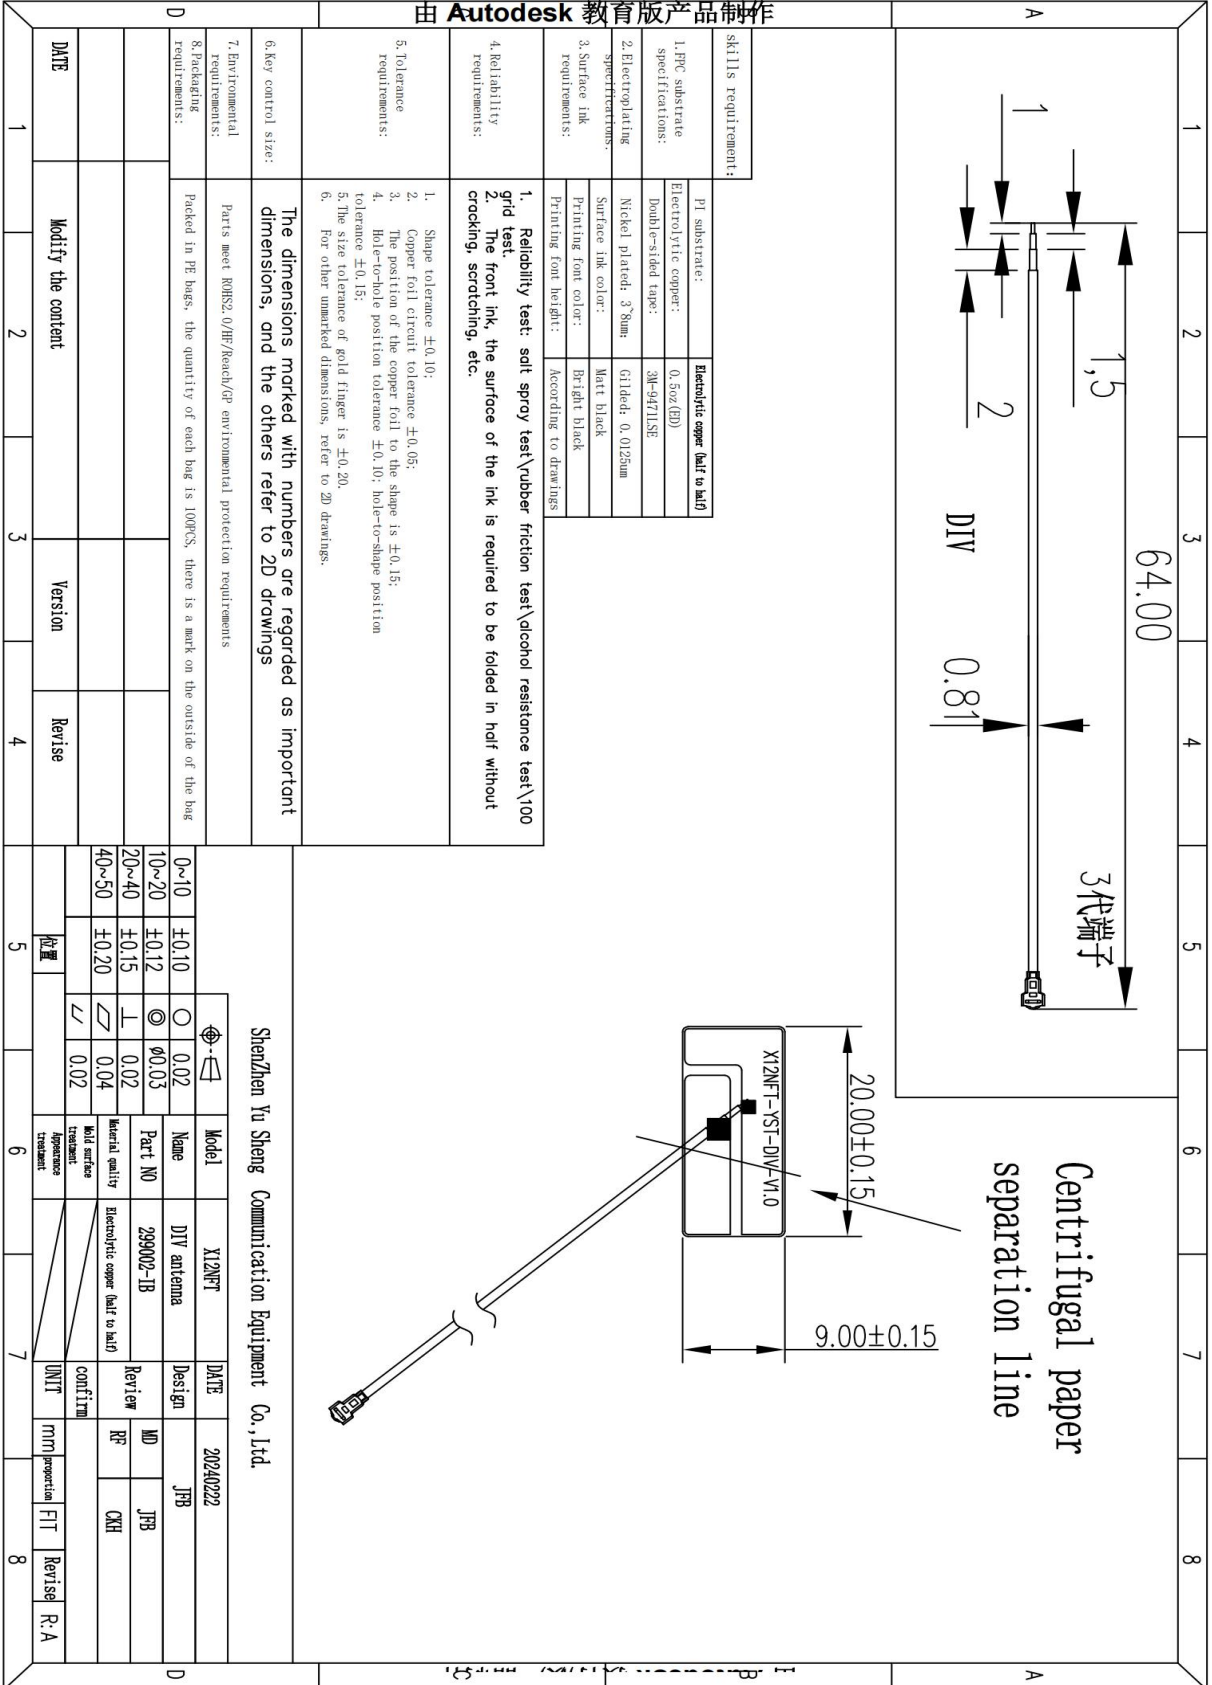 由 Autodesk 教育版产品制作
1
2
3
4
5
6
7
8
A
1
1,5
2
64.00
DIV
0.81
3代端子
Centrifugal paper
separation line
20.00±0.15
X12NFT-YST-DIV-V1.0
9.00±0.15
skills requirement:
1.FPC substrate
specifications:
PI substrate:
Electrolytic copper (half to half)
Electrolytic copper:
0.5oz(ED)
Double-sided tape:
3M-9471LSE
2.Electroplating
specifications:
Nickel plated: 3~8um;
Gilded: 0.0125um
3.Surface ink
requirements:
Surface ink color:
Matt black
Printing font color:
Bright black
Printing font height:
According to drawings
4.Reliability
requirements:
1. Reliability test: salt spray test\rubber friction test\alcohol resistance test\100
grid test.
2. The front ink, the surface of the ink is required to be folded in half without
cracking, scratching, etc.
5.Tolerance
requirements:
1. Shape tolerance ±0.10;
2. Copper foil circuit tolerance ±0.05;
3. The position of the copper foil to the shape is ±0.15;
4. Hole-to-hole position tolerance ±0.10; hole-to-shape position
tolerance ±0.15;
5.The size tolerance of gold finger is ±0.20.
6. For other unmarked dimensions, refer to 2D drawings.
6.Key control size:
The dimensions marked with numbers are regarded as important
dimensions, and the others refer to 2D drawings
7.Environmental
requirements:
Parts meet ROHS2.0/HF/Reach/GP environmental protection requirements
8.Packaging
requirements:
Packed in PE bags, the quantity of each bag is 100PCS, there is a mark on the outside of the bag
DATE
Modify the content
Version
Revise
ShenZhen Yu Sheng Communication Equipment Co.,Ltd.
0~10 ±0.10 0.02
10~20 ±0.12 Ø0.03
20~40 ±0.15 0.02
40~50 ±0.20 0.04
0.02
位置
Model X12NFT DATE 20240222
Name DIV antenna Design JFB
Part NO 299002-IB Review MD JFB
Material quality Electrolytic copper (half to half) RF CKH
Mold surface
treatment
confirm
Appearance
treatment
UNIT mm proportion FIT Revise R: A
D
A
D
1
2
3
4
5
6
7
8